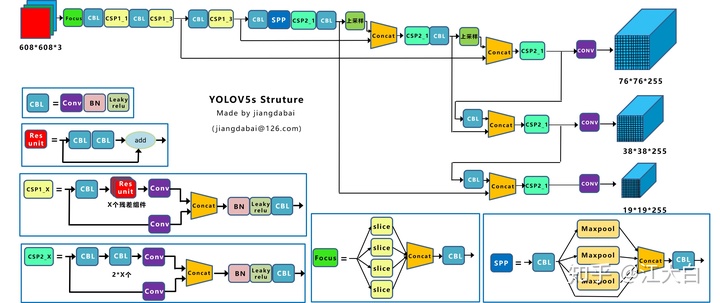 608*608*3
Focus CBL CSP1_1 CBL CSP1_3 CBL CSP1_3 CBL SPP CSP2_1 CBL 上采样 Concat CSP2_1 CBL 上采样 Concat CSP2_1 CONV
76*76*255
CBL Concat CSP2_1 CONV
38*38*255
CBL Concat CSP2_1 CONV
19*19*255
YOLOV5s Struture
Made by jiangdabai
(jiangdabai@126.com)
CBL = Conv BN Leaky relu
Res unit = CBL CBL add
CSP1_X = CBL Res unit Conv Concat BN Leaky relu CBL
X个残差组件
Conv
CSP2_X = CBL CBL Conv Concat BN Leaky relu CBL
2*X个
Conv
Focus = slice slice slice slice Concat CBL
SPP = CBL Maxpool Maxpool Maxpool Concat CBL
知乎 @江大白